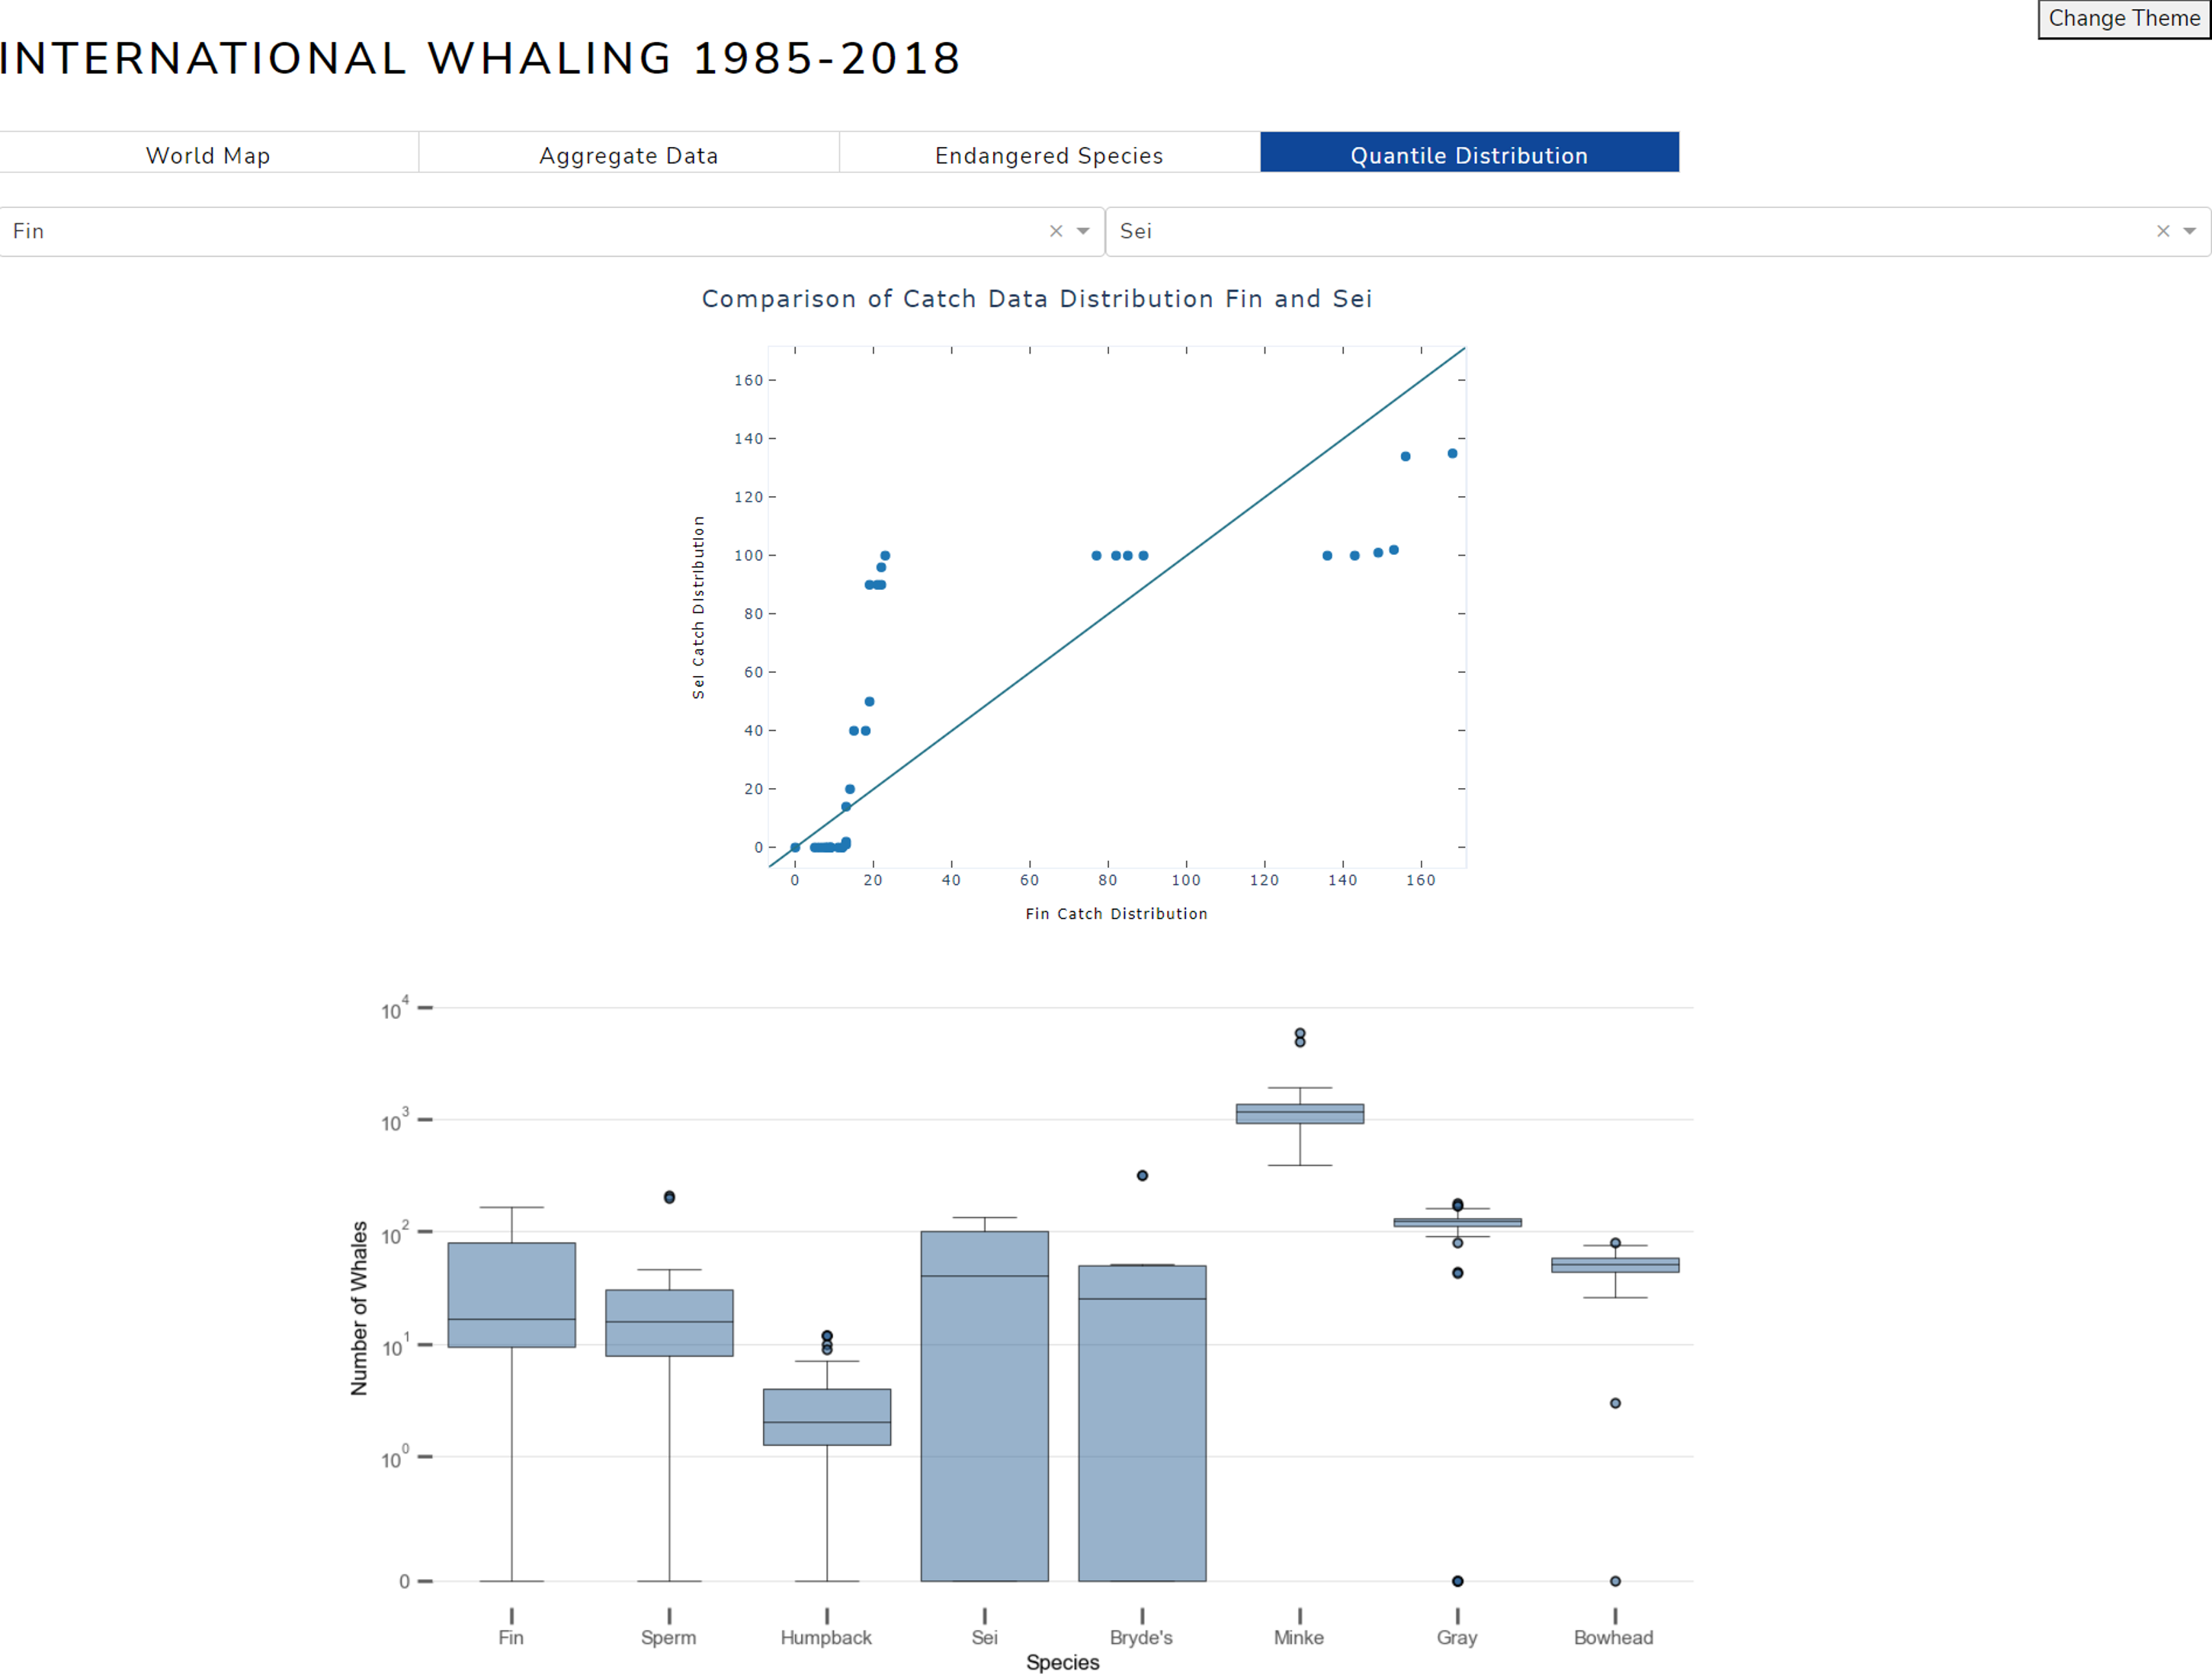 Change Theme
INTERNATIONAL WHALING 1985-2018
World Map
Aggregate Data
Endangered Species
Quantile Distribution
Fin
Sei
Comparison of Catch Data Distribution Fin and Sei
160
140
120
100
80
60
40
20
0
Sei Catch Distribution
0 20 40 60 80 100 120 140 160
Fin Catch Distribution
10^4
10^3
10^2
10^1
10^0
0
Number of Whales
Fin Sperm Humpback Sei Bryde's Minke Gray Bowhead
Species